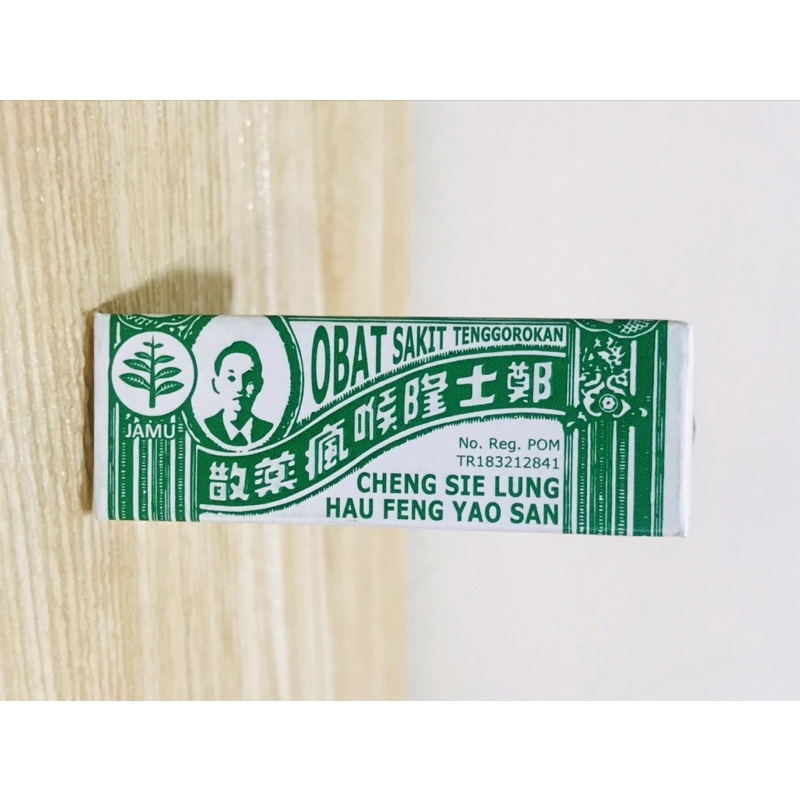 OBAT SAKIT TENGGOROKAN
鄭士隆喉瘋藥散
JAMU
No. Reg. POM
TR183212841
CHENG SIE LUNG
HAU FENG YAO SAN